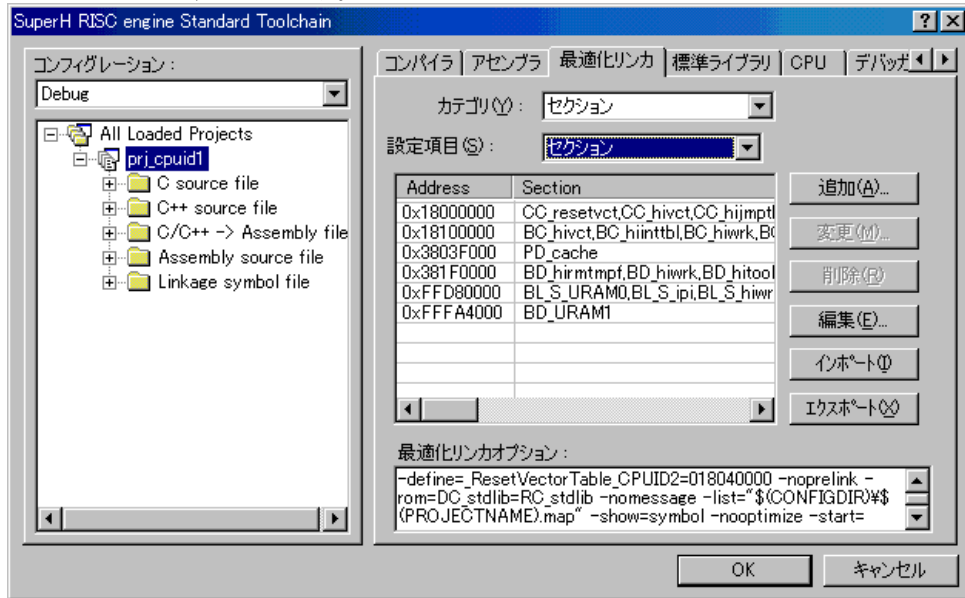 SuperH RISC engine Standard Toolchain
コンフィグレーション :
Debug
All Loaded Projects
prj_cpuid1
C source file
C++ source file
C/C++ -> Assembly file
Assembly source file
Linkage symbol file
コンパイラ アセンブラ 最適化リンカ 標準ライブラリ CPU デバッガ
カテゴリ(Y) : セクション
設定項目(S) : セクション
Address Section
0x18000000 CC_resetvct,CC_hivct,CC_hijmptl
0x18100000 BC_hivct,BC_hiinttbl,BC_hiwrk,B
0x3803F000 PD_cache
0x381F0000 BD_hirmtmpf,BD_hiwrk,BD_hitool
0xFFD80000 BL_S_URAM0,BL_S_ipi,BL_S_hiwr
0xFFFA4000 BD_URAM1
追加(A)...
変更(M)...
削除(R)
編集(E)...
インポート(I)
エクスポート(X)
最適化リンカオプション :
-define=_ResetVectorTable_CPUID2=018040000 -noprelink -
rom=DC_stdlib=RC_stdlib -nomessage -list="$(CONFIGDIR)¥$
(PROJECTNAME).map" -show=symbol -nooptimize -start=
OK キャンセル